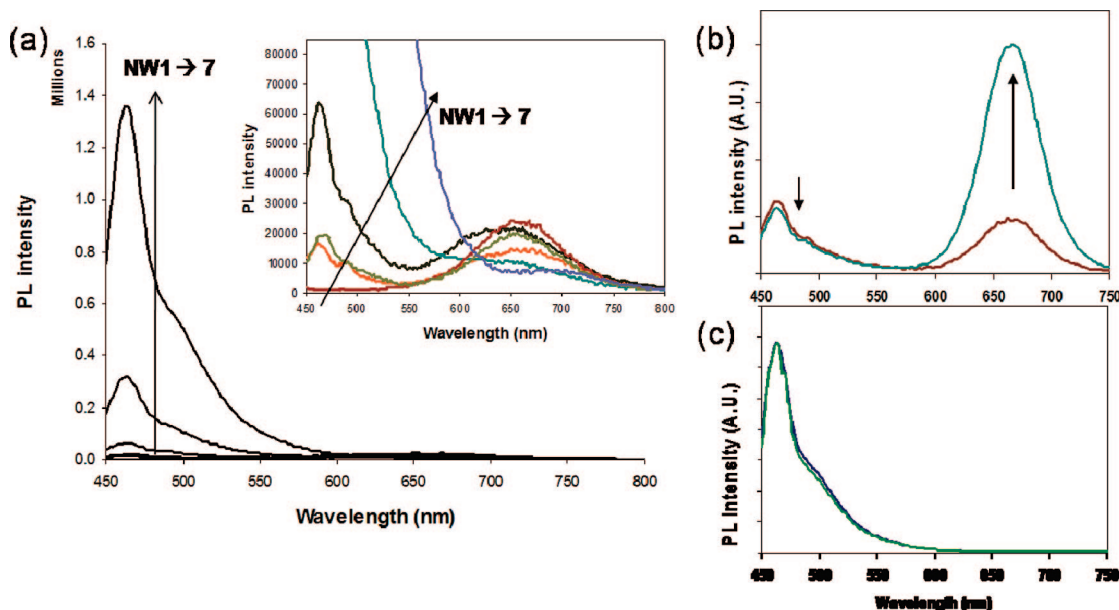 (a)
Millions
NW1 → 7
PL intensity
1.6
1.4
1.2
1.0
0.8
0.6
0.4
0.2
0.0
450 500 550 600 650 700 750 800
Wavelength (nm)
PL intensity
80000
70000
60000
50000
40000
30000
20000
10000
0
NW1 → 7
450 500 550 600 650 700 750 800
Wavelength (nm)
(b)
PL intensity (A.U.)
450 500 550 600 650 700 750
(c)
PL Intensity (A.U.)
450 500 550 600 650 700 750
Wavelength (nm)